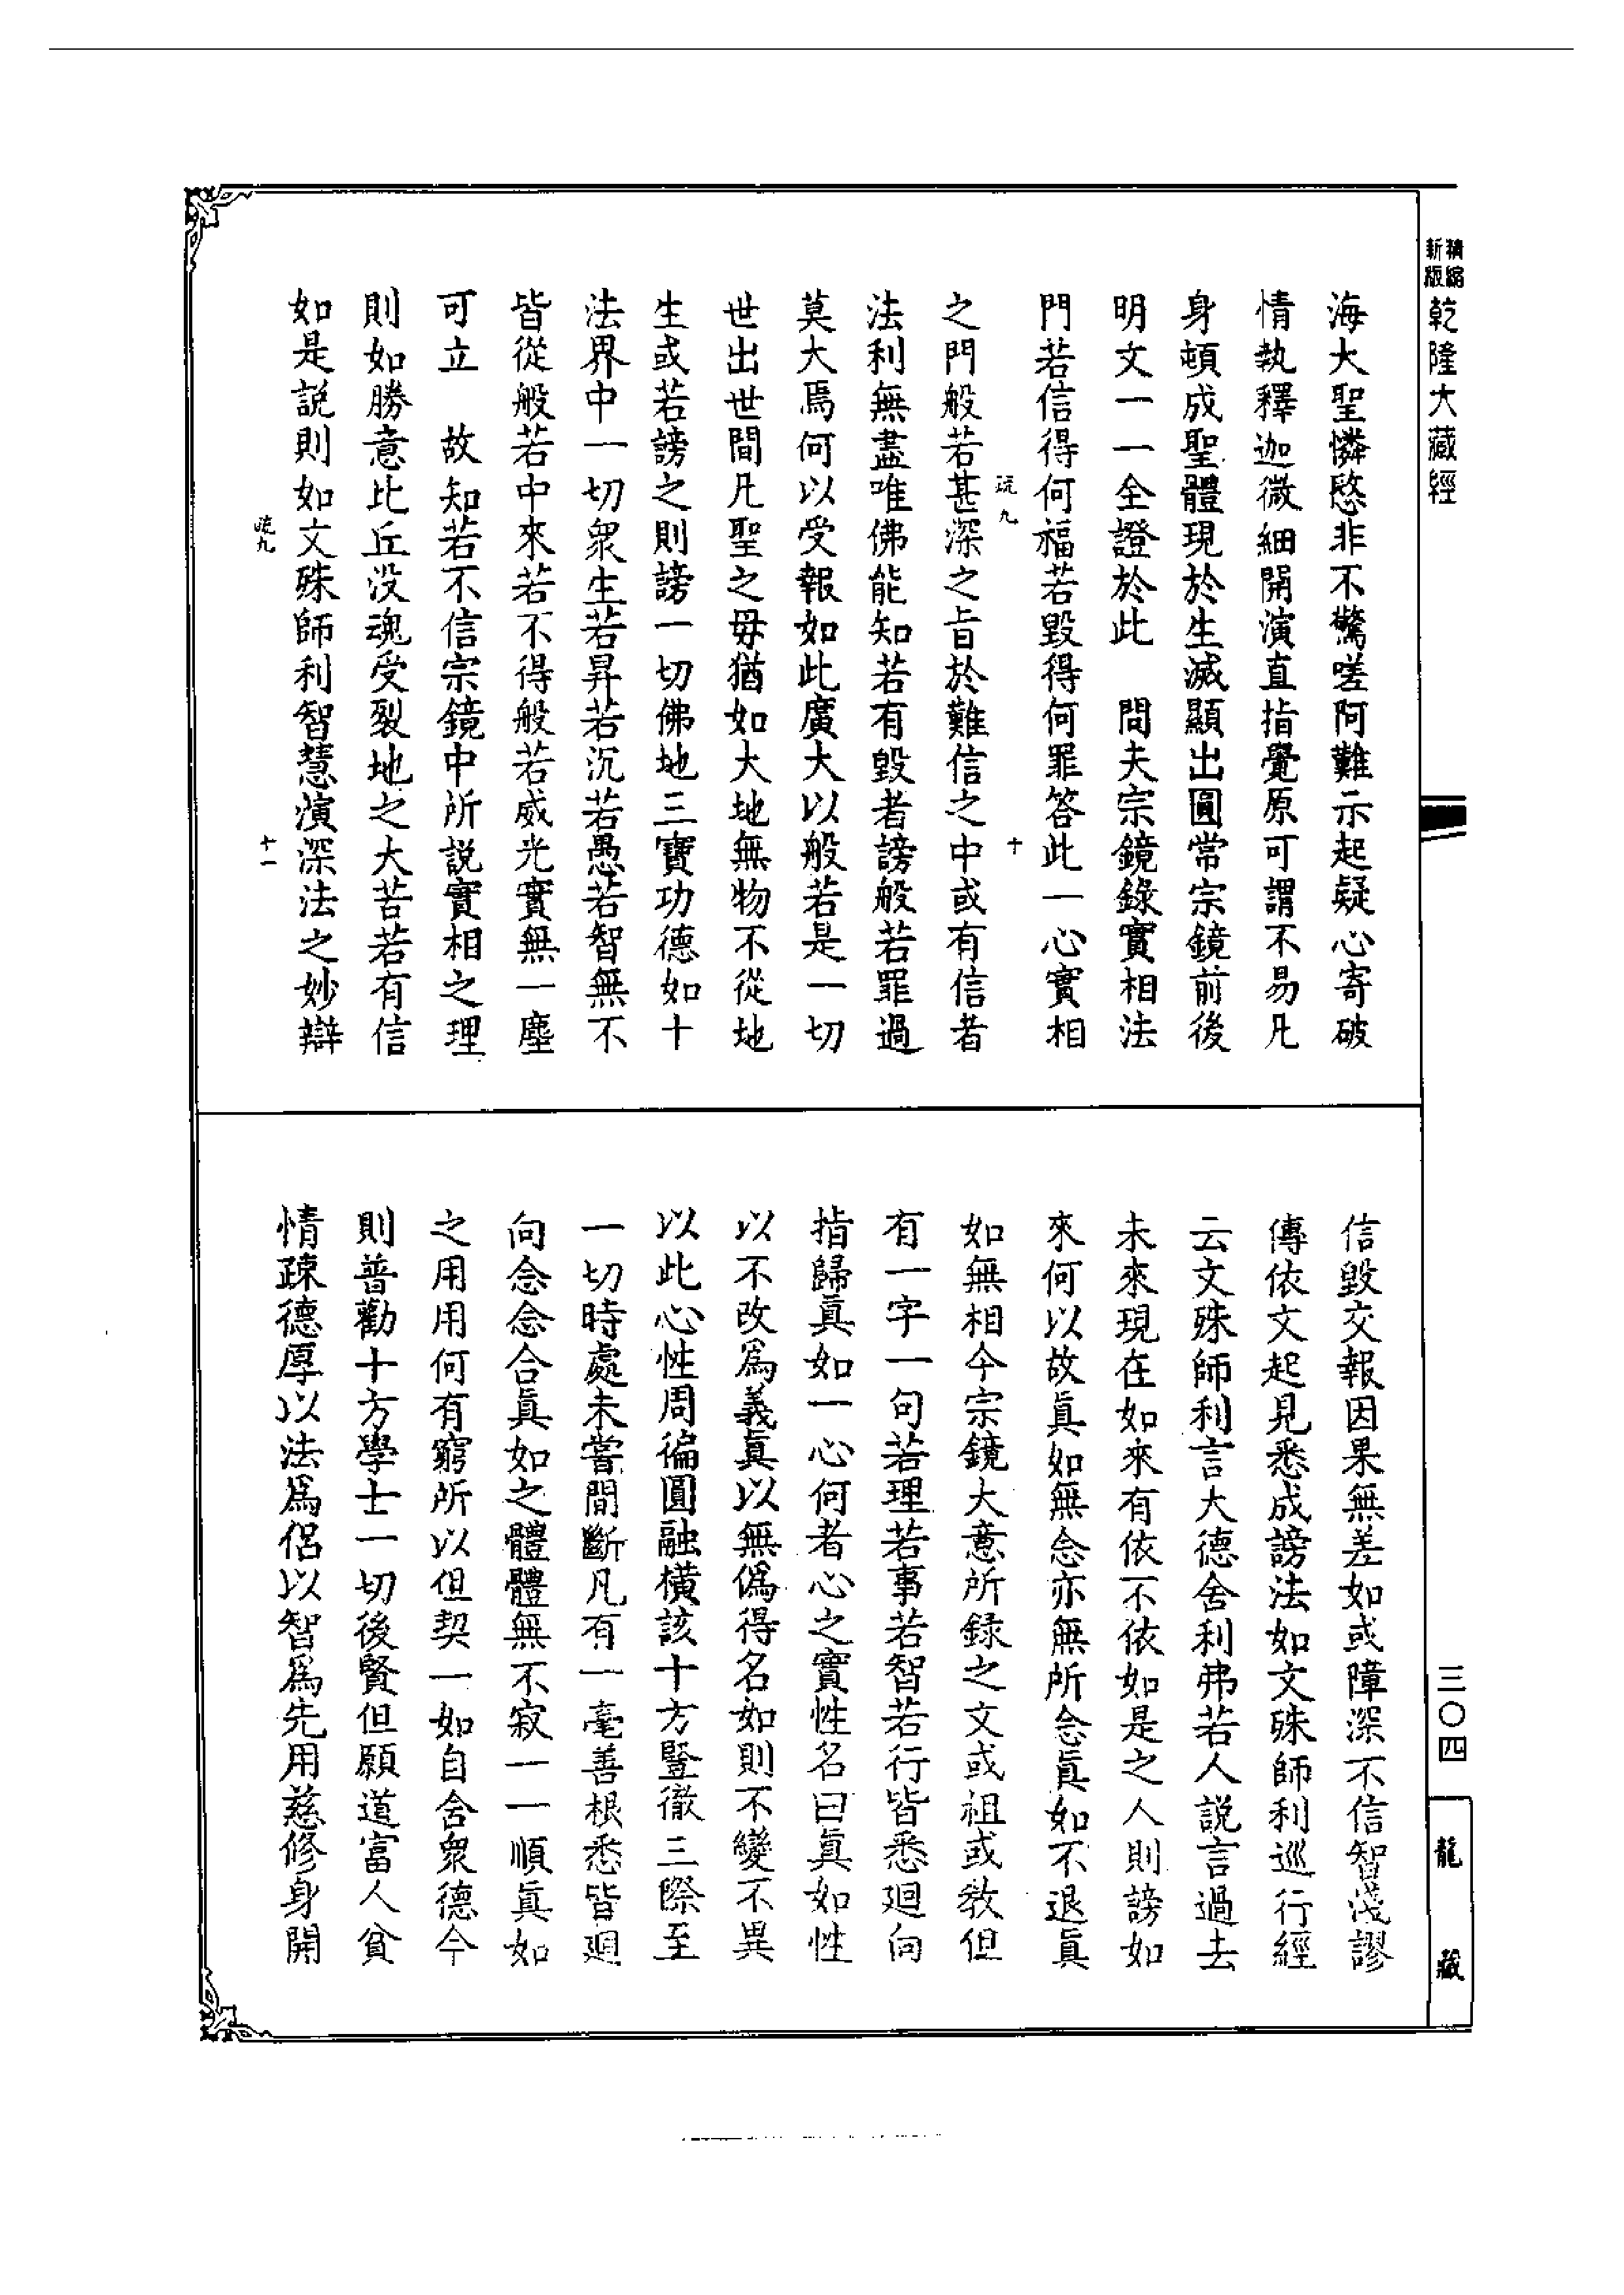 精縮新版
乾隆大藏經
海大聖憐愍非不驚嗟阿難示起疑心寄破
情執釋迦微細開演直指覺原可謂不易凡
身頓成聖體現於生滅顯出圓常宗鏡前後
明文一一全證於此　問夫宗鏡錄實相法
門若信得何福若毀得何罪答此一心實相
之門般若甚深之旨於難信之中或有信者
法利無盡唯佛能知若有毀者謗般若罪過
莫大焉何以受報如此廣大以般若是一切
世出世間凡聖之毋猶如大地無物不從地
生或若謗之則謗一切佛地三寶功德如十
法界中一切衆生若昇若沉若愚若智無不
皆從般若中來若不得般若威光實無一塵
可立　故知若不信宗鏡中所説實相之理
則如勝意比丘没魂受裂地之大苦若有信
如是説則如文殊師利智慧演深法之妙辯
十
十一
信毀交報因果無差如或障深不信智淺謬
傳依文起見悉成謗法如文殊師利巡行經
云文殊師利言大德舍利弗若人説言過去
未來現在如來有依不依如是之人則謗如
來何以故眞如無念亦無所念眞如不退眞
如無相今宗鏡大意所録之文或祖或教但
有一字一句若理若事若智若行皆悉廻向
指歸眞如一心何者心之實性名曰眞如性
以不改爲義眞以無僞得名如則不變不異
以此心性周徧圓融橫該十方豎徹三際至
一切時處未嘗間斷凡有一毫善根悉皆廻
向念念合眞如之體體無不寂一一順眞如
之用用何有窮所以但契一如自含衆德今
則普勸十方學士一切後賢但願道富人貧
情疎德厚以法爲侶以智爲先用慈修身開
三〇四
龍藏